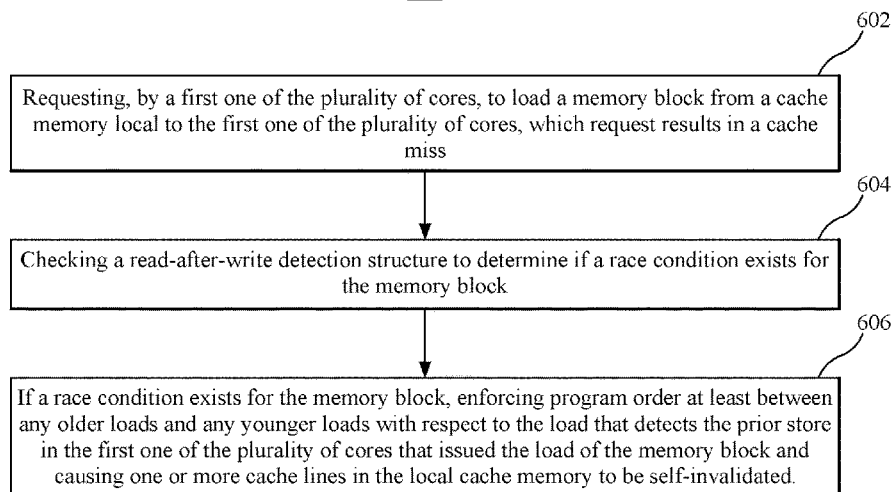 602
Requesting, by a first one of the plurality of cores, to load a memory block from a cache
memory local to the first one of the plurality of cores, which request results in a cache
miss
604
Checking a read-after-write detection structure to determine if a race condition exists for
the memory block
606
If a race condition exists for the memory block, enforcing program order at least between
any older loads and any younger loads with respect to the load that detects the prior store
in the first one of the plurality of cores that issued the load of the memory block and
causing one or more cache lines in the local cache memory to be self-invalidated.